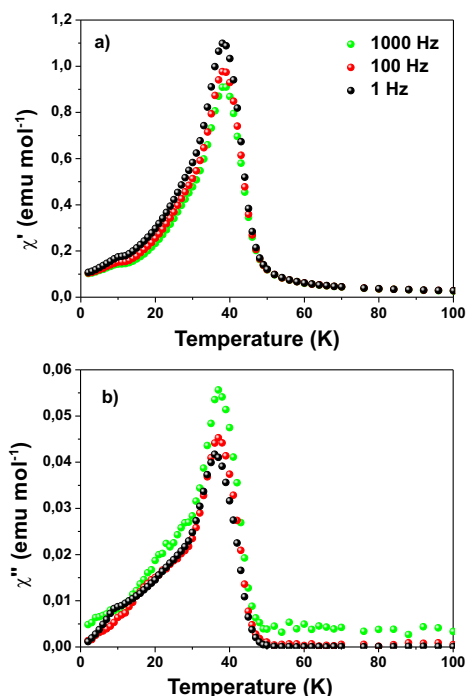 a)
1000 Hz
100 Hz
1 Hz
χ' (emu mol⁻¹)
1,2
1,0
0,8
0,6
0,4
0,2
0,0
0 20 40 60 80 100
Temperature (K)
b)
χ'' (emu mol⁻¹)
0,06
0,05
0,04
0,03
0,02
0,01
0,00
0 20 40 60 80 100
Temperature (K)